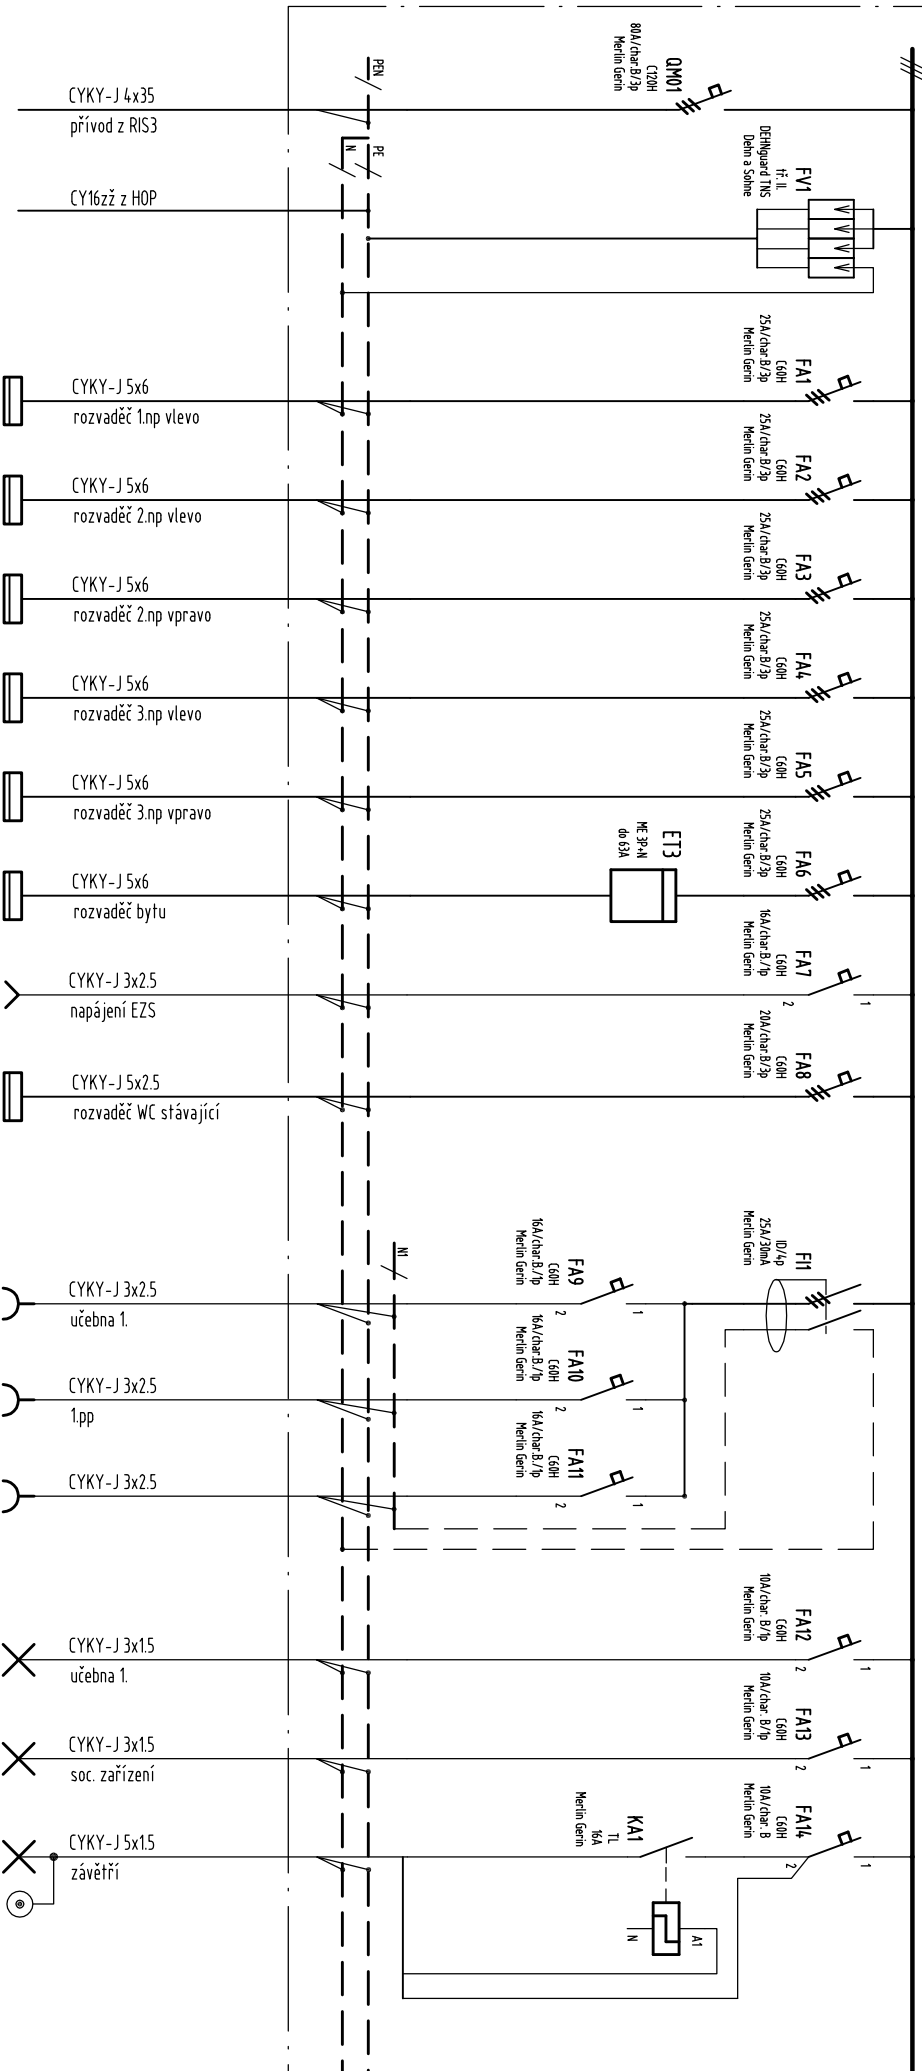 PEN
QM01
C120H
80A/char.B/3p
Merlin Gerin
CYKY-J 4x35
přívod z RIS3
PE
N
CY16zž z HOP
FV1
tř. II.
DEHNguard TNS
Dehn a Sohne
FA1
C60H
25A/char.B/3p
Merlin Gerin
CYKY-J 5x6
rozvaděč 1.np vlevo
FA2
C60H
25A/char.B/3p
Merlin Gerin
CYKY-J 5x6
rozvaděč 2.np vlevo
FA3
C60H
25A/char.B/3p
Merlin Gerin
CYKY-J 5x6
rozvaděč 2.np vpravo
FA4
C60H
25A/char.B/3p
Merlin Gerin
CYKY-J 5x6
rozvaděč 3.np vlevo
FA5
C60H
25A/char.B/3p
Merlin Gerin
CYKY-J 5x6
rozvaděč 3.np vpravo
FA6
C60H
25A/char.B/3p
Merlin Gerin
ET3
ME 3P+N
do 63A
CYKY-J 5x6
rozvaděč bytu
FA7
C60H
16A/char.B./1p
Merlin Gerin
1
2
CYKY-J 3x2.5
napájení EZS
FA8
C60H
20A/char.B/3p
Merlin Gerin
CYKY-J 5x2.5
rozvaděč WC stávající
FI1
ID/4p
25A/30mA
Merlin Gerin
N1
FA9
C60H
16A/char.B./1p
Merlin Gerin
1
2
CYKY-J 3x2.5
učebna 1.
FA10
C60H
16A/char.B./1p
Merlin Gerin
1
2
CYKY-J 3x2.5
1.pp
FA11
C60H
16A/char.B./1p
Merlin Gerin
1
2
CYKY-J 3x2.5
FA12
C60H
10A/char. B/1p
Merlin Gerin
1
2
CYKY-J 3x1.5
učebna 1.
FA13
C60H
10A/char. B/1p
Merlin Gerin
1
2
CYKY-J 3x1.5
soc. zařízení
FA14
C60H
10A/char. B
Merlin Gerin
1
2
KA1
TL
16A
Merlin Gerin
A1
N
CYKY-J 5x1.5
závětří